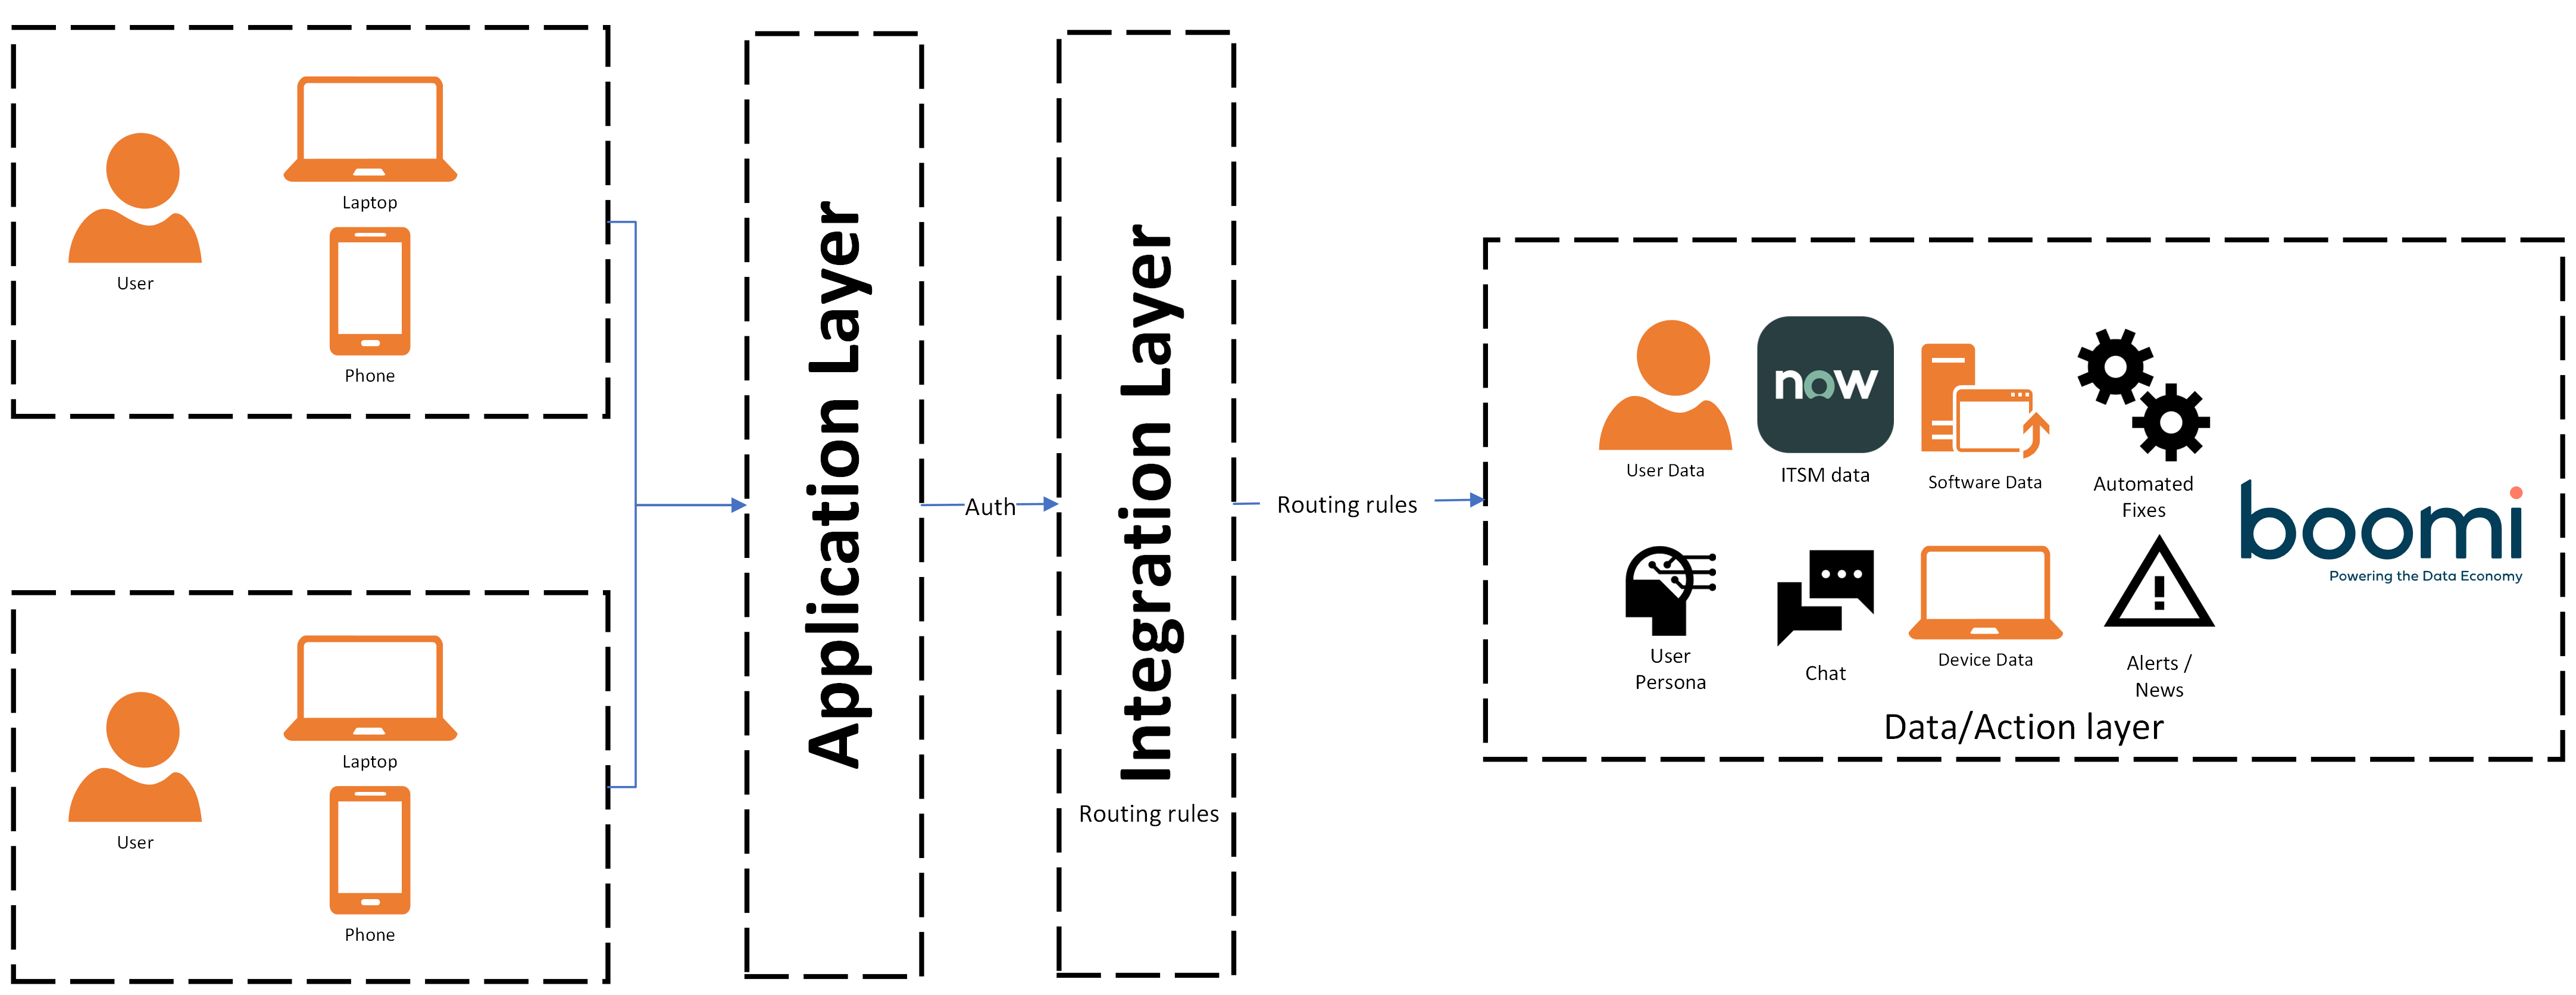 Laptop
User
Phone
Laptop
User
Phone
Application Layer
Auth
Integration Layer
Routing rules
Routing rules
now
User Data
ITSM data
Software Data
Automated
Fixes
boomi
Powering the Data Economy
User
Persona
Chat
Device Data
Alerts /
News
Data/Action layer